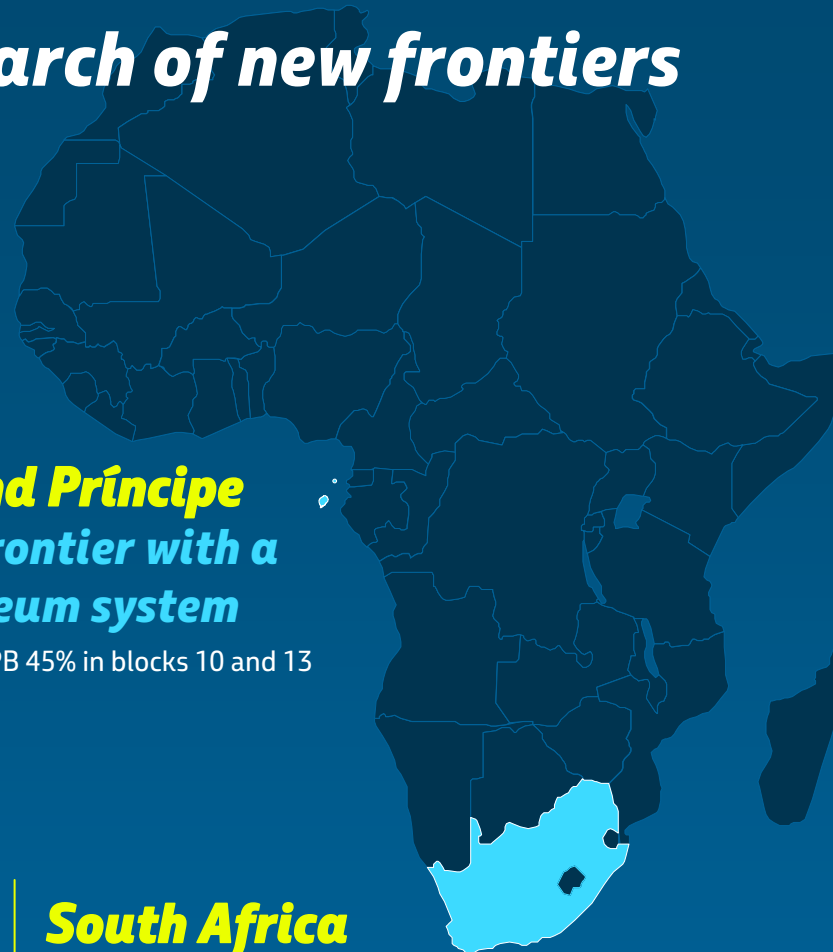 arch of new frontiers
nd Príncipe
rontier with a
eum system
PB 45% in blocks 10 and 13
South Africa